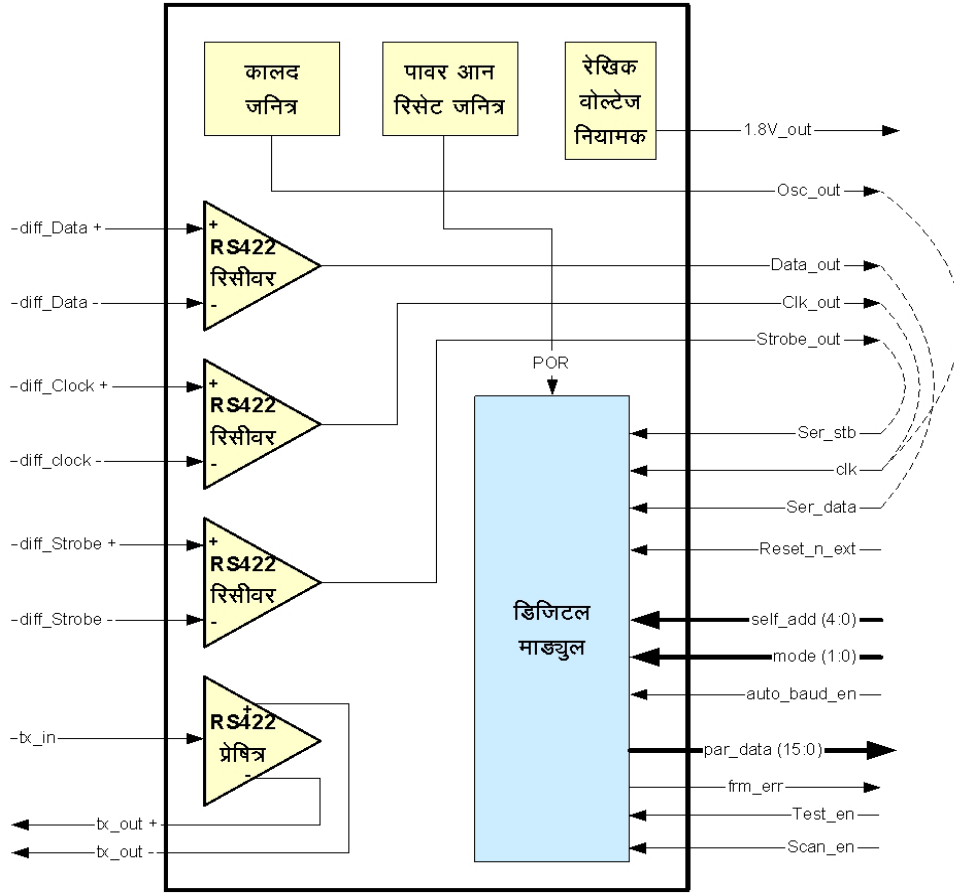 कालद
जनित्र
पावर आन
रिसेट जनित्र
रेखिक
वोल्टेज
नियामक
1.8V_out
Osc_out
diff_Data +
+
RS422
रिसीवर
-
diff_Data -
Data_out
Clk_out
Strobe_out
POR
diff_Clock +
+
RS422
रिसीवर
-
diff_clock -
Ser_stb
clk
Ser_data
Reset_n_ext
diff_Strobe +
+
RS422
रिसीवर
-
diff_Strobe -
डिजिटल
माड्युल
self_add (4:0)
mode (1:0)
auto_baud_en
tx_in
+
RS422
प्रेषित्र
-
par_data (15:0)
frm_err
Test_en
Scan_en
tx_out +
tx_out -